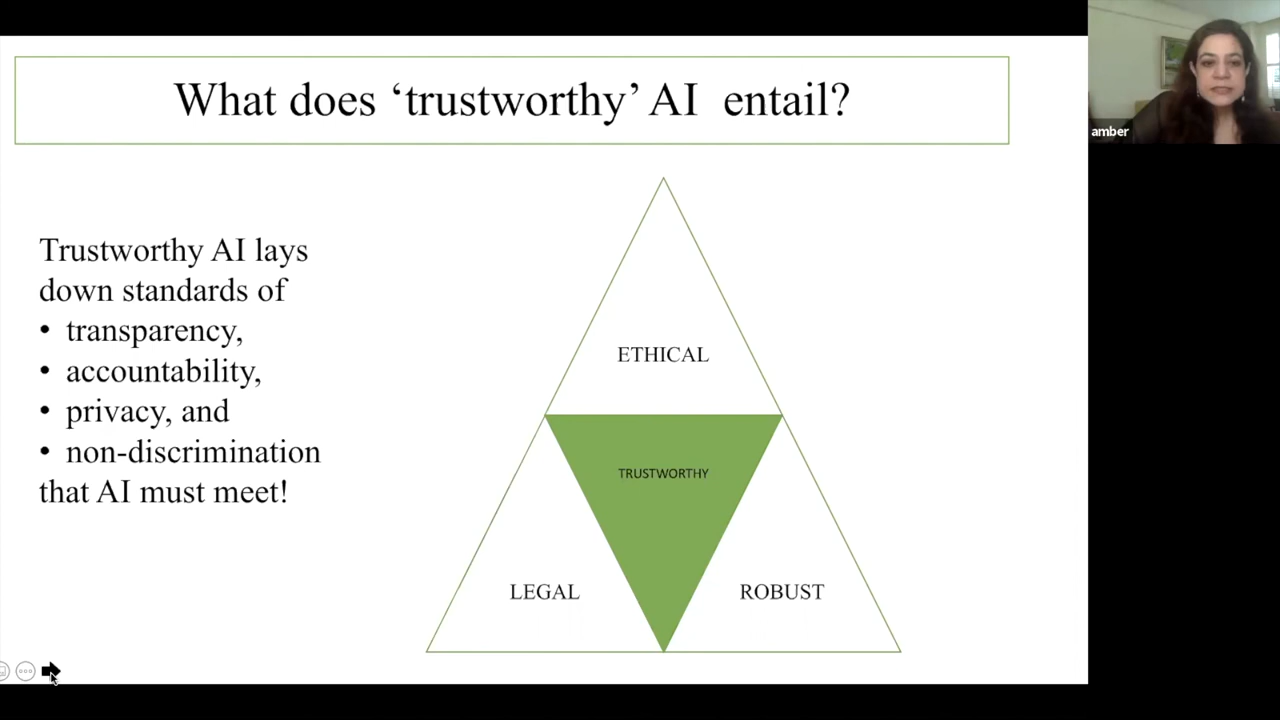 What does ‘trustworthy’ AI entail?
Trustworthy AI lays
down standards of
• transparency,
• accountability,
• privacy, and
• non-discrimination
that AI must meet!
ETHICAL
TRUSTWORTHY
LEGAL
ROBUST
amber